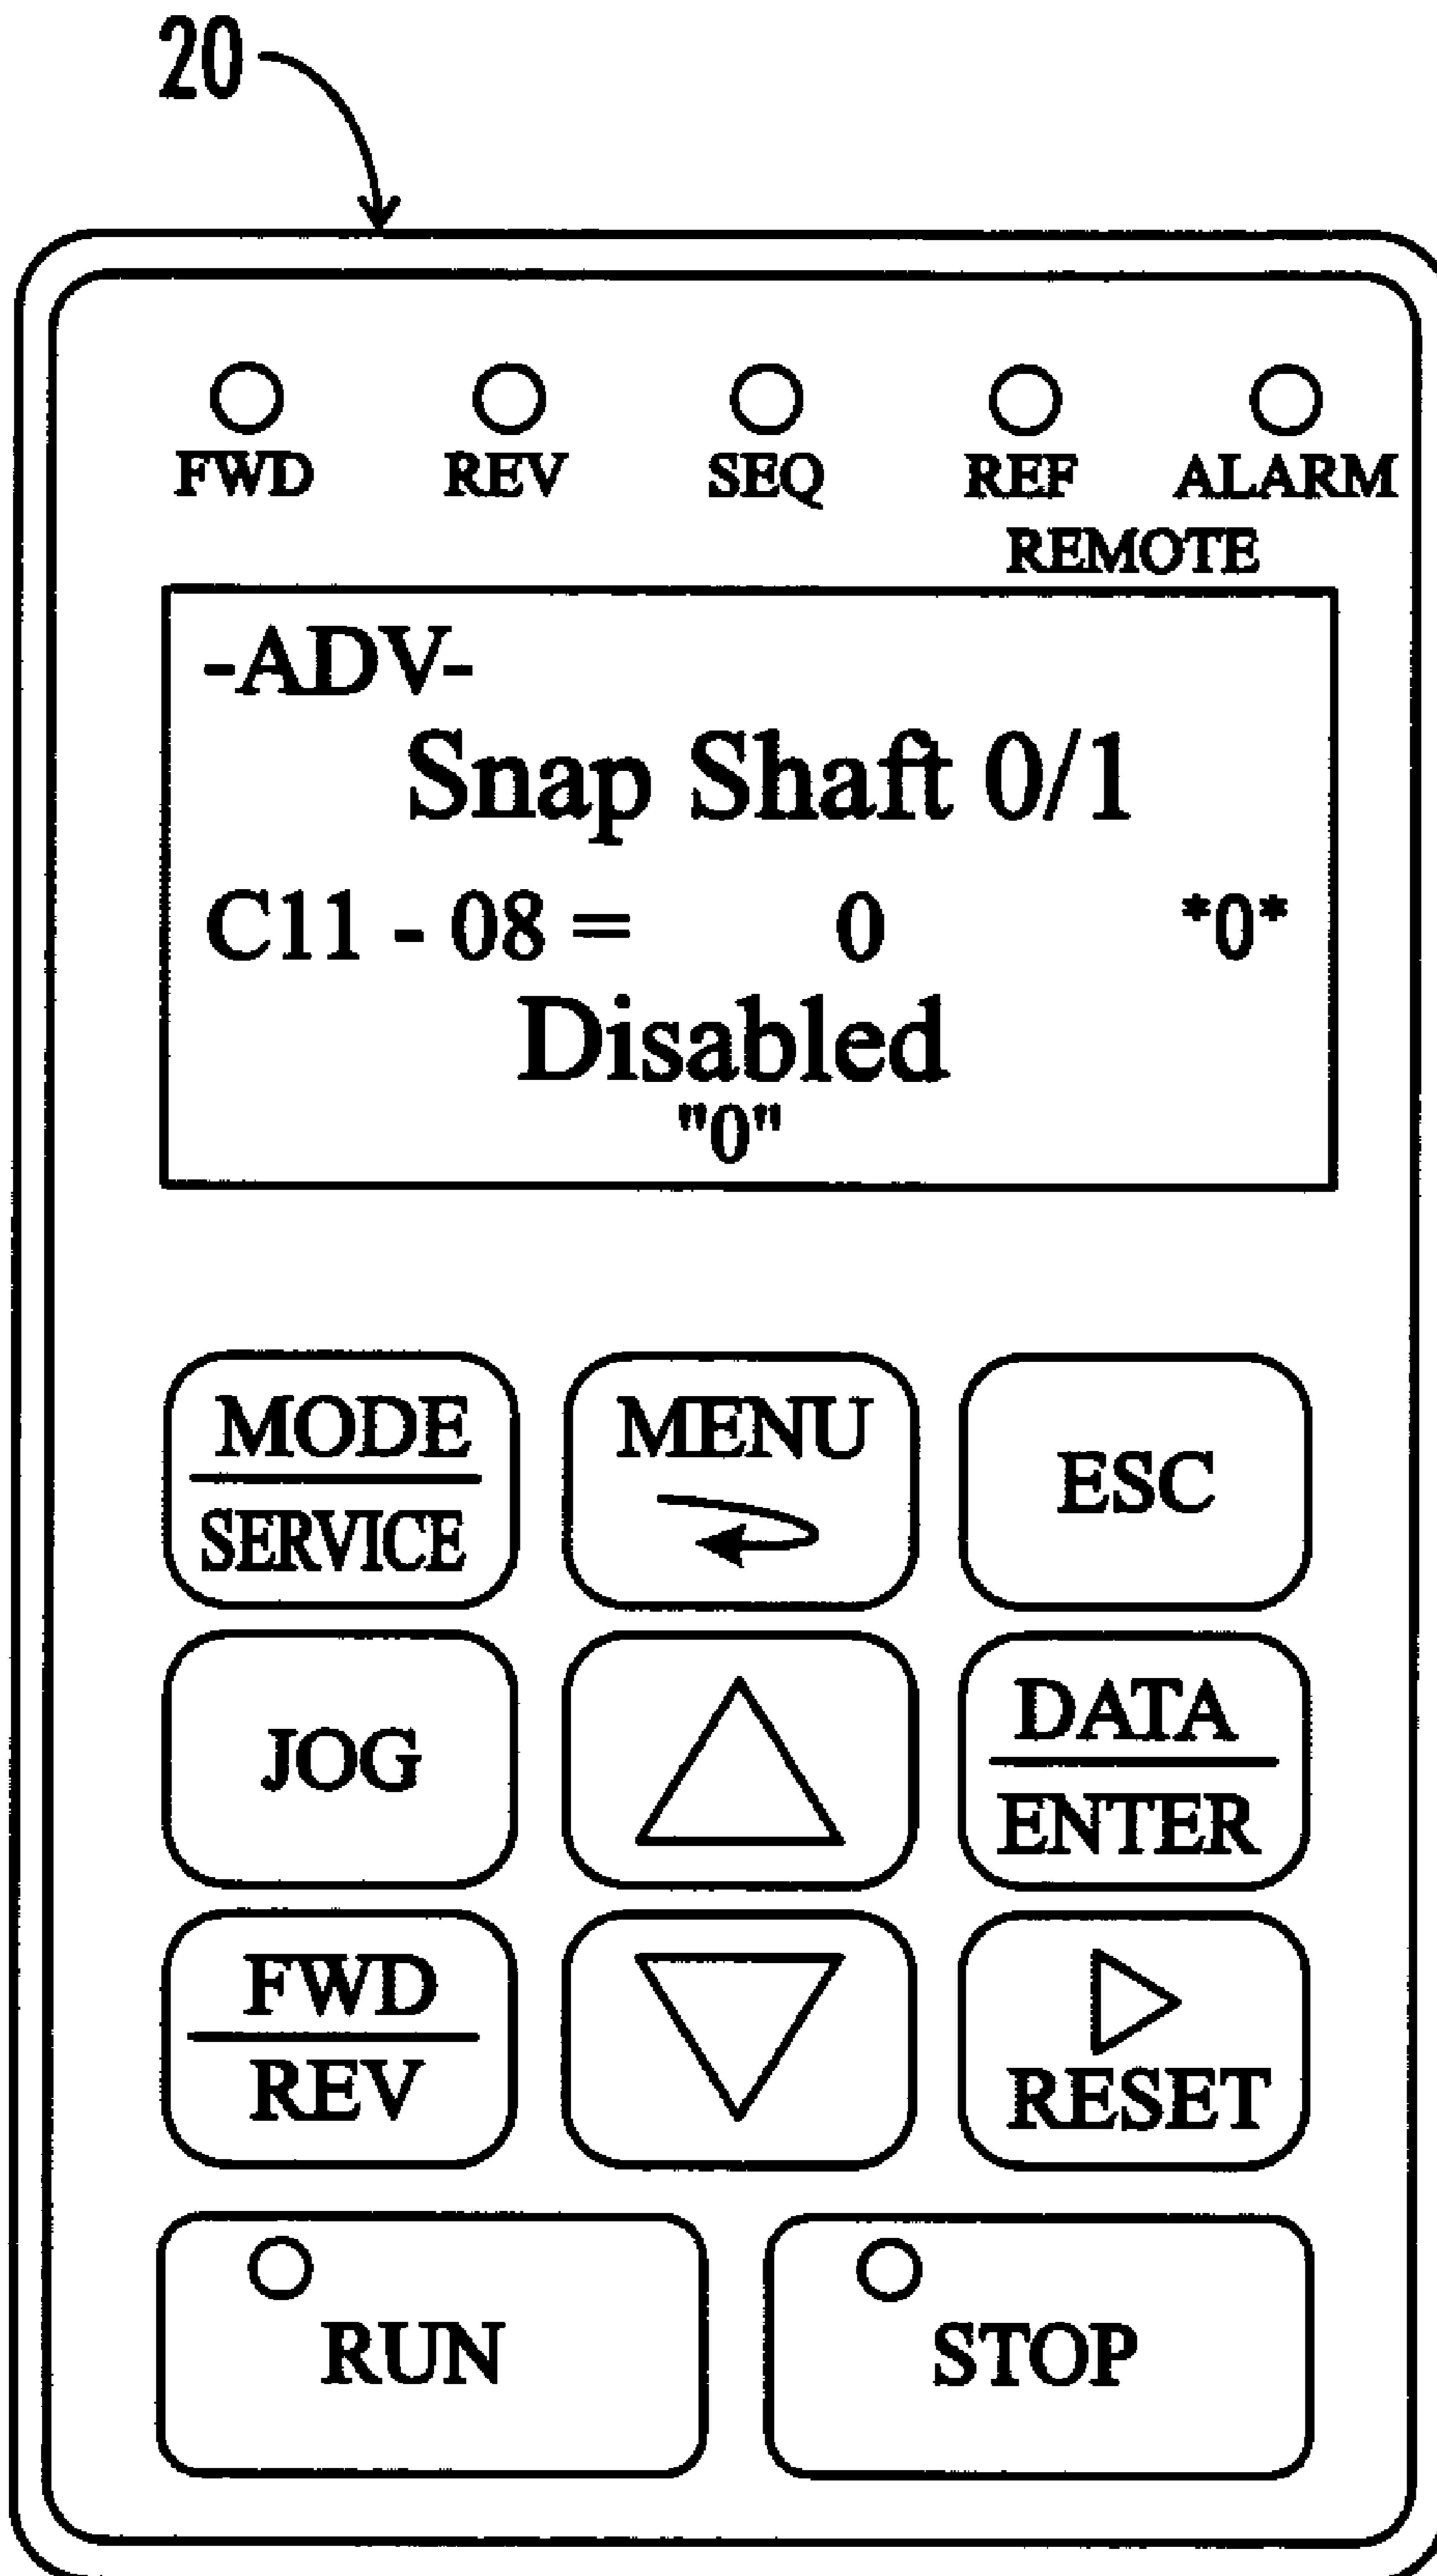 20
FWD REV SEQ REF ALARM
REMOTE
-ADV-
Snap Shaft 0/1
C11 - 08 = 0 *0*
Disabled
"0"
MODE MENU ESC
SERVICE
JOG DATA
ENTER
FWD
REV RESET
RUN STOP